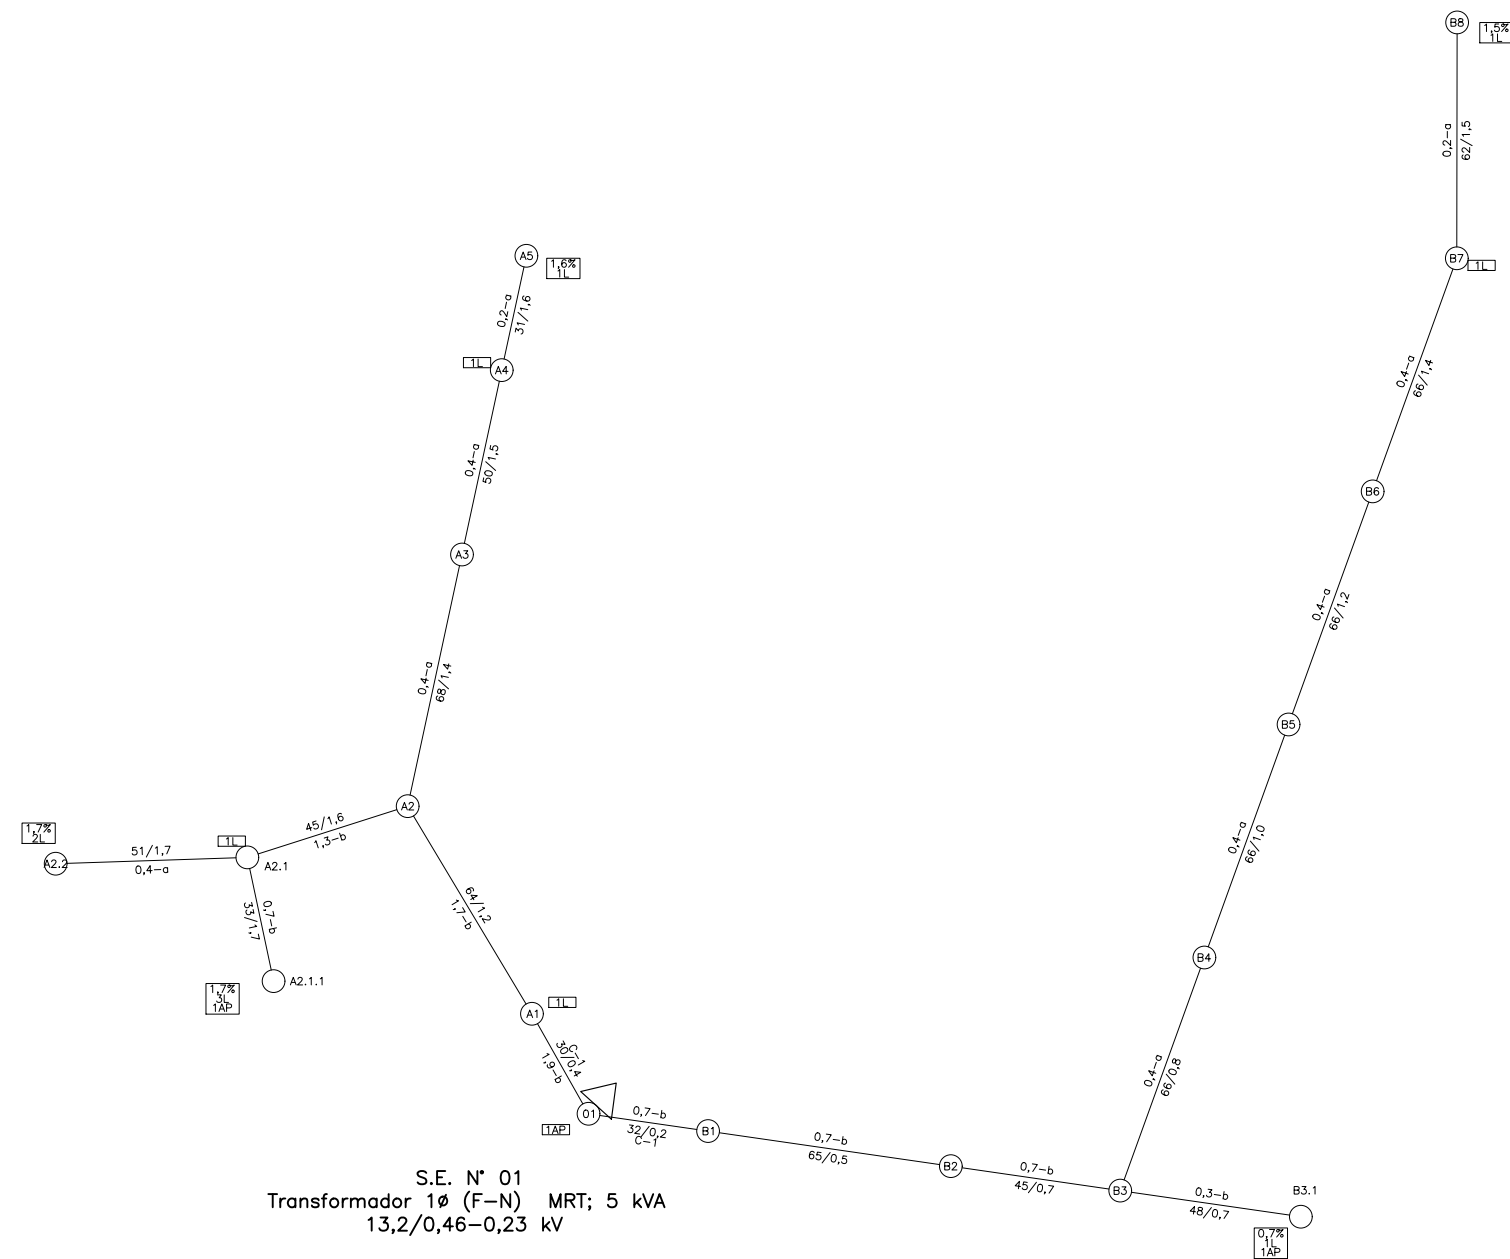 B8
1,5%
1L
0,2-a
62/1,5
A5
1,6%
1L
B7
1L
0,2-a
31/1,6
1L
A4
0,4-a
66/1,4
0,4-a
50/1,5
B6
A3
0,4-a
66/1,2
0,4-a
68/1,4
B5
A2
1,7%
2L
A2.2
51/1,7
0,4-a
1L
A2.1
45/1,6
1,3-b
0,4-a
66/1,0
64/1,2
1,7-b
0,7-b
33/1,7
B4
A2.1.1
1,7%
3L
1AP
A1
1L
C-1
30/0,4
1,9-b
0,4-a
66/0,8
01
1AP
0,7-b
32/0,2
C-1
B1
0,7-b
65/0,5
B2
0,7-b
45/0,7
B3
0,3-b
48/0,7
B3.1
0,7%
1L
1AP
S.E. N° 01
Transformador 1ø (F-N) MRT; 5 kVA
13,2/0,46-0,23 kV